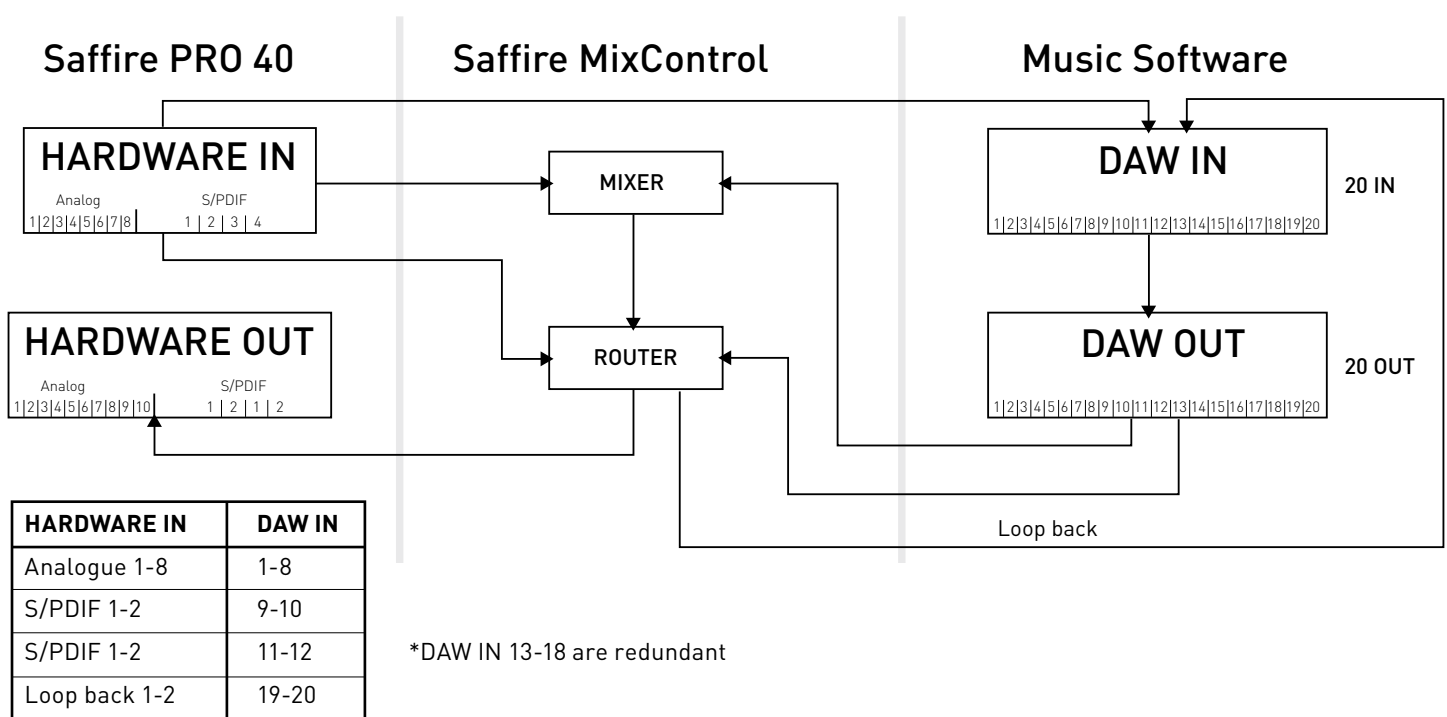 Saffire PRO 40
Saffire MixControl
Music Software
HARDWARE IN
Analog S/PDIF
1|2|3|4|5|6|7|8| 1 | 2 | 3 | 4
MIXER
DAW IN
1|2|3|4|5|6|7|8|9|10|11|12|13|14|15|16|17|18|19|20
20 IN
HARDWARE OUT
Analog S/PDIF
1|2|3|4|5|6|7|8|9|10| 1 | 2 | 1 | 2
ROUTER
DAW OUT
1|2|3|4|5|6|7|8|9|10|11|12|13|14|15|16|17|18|19|20
20 OUT
Loop back
HARDWARE IN DAW IN
Analogue 1-8 1-8
S/PDIF 1-2 9-10
S/PDIF 1-2 11-12
Loop back 1-2 19-20
*DAW IN 13-18 are redundant